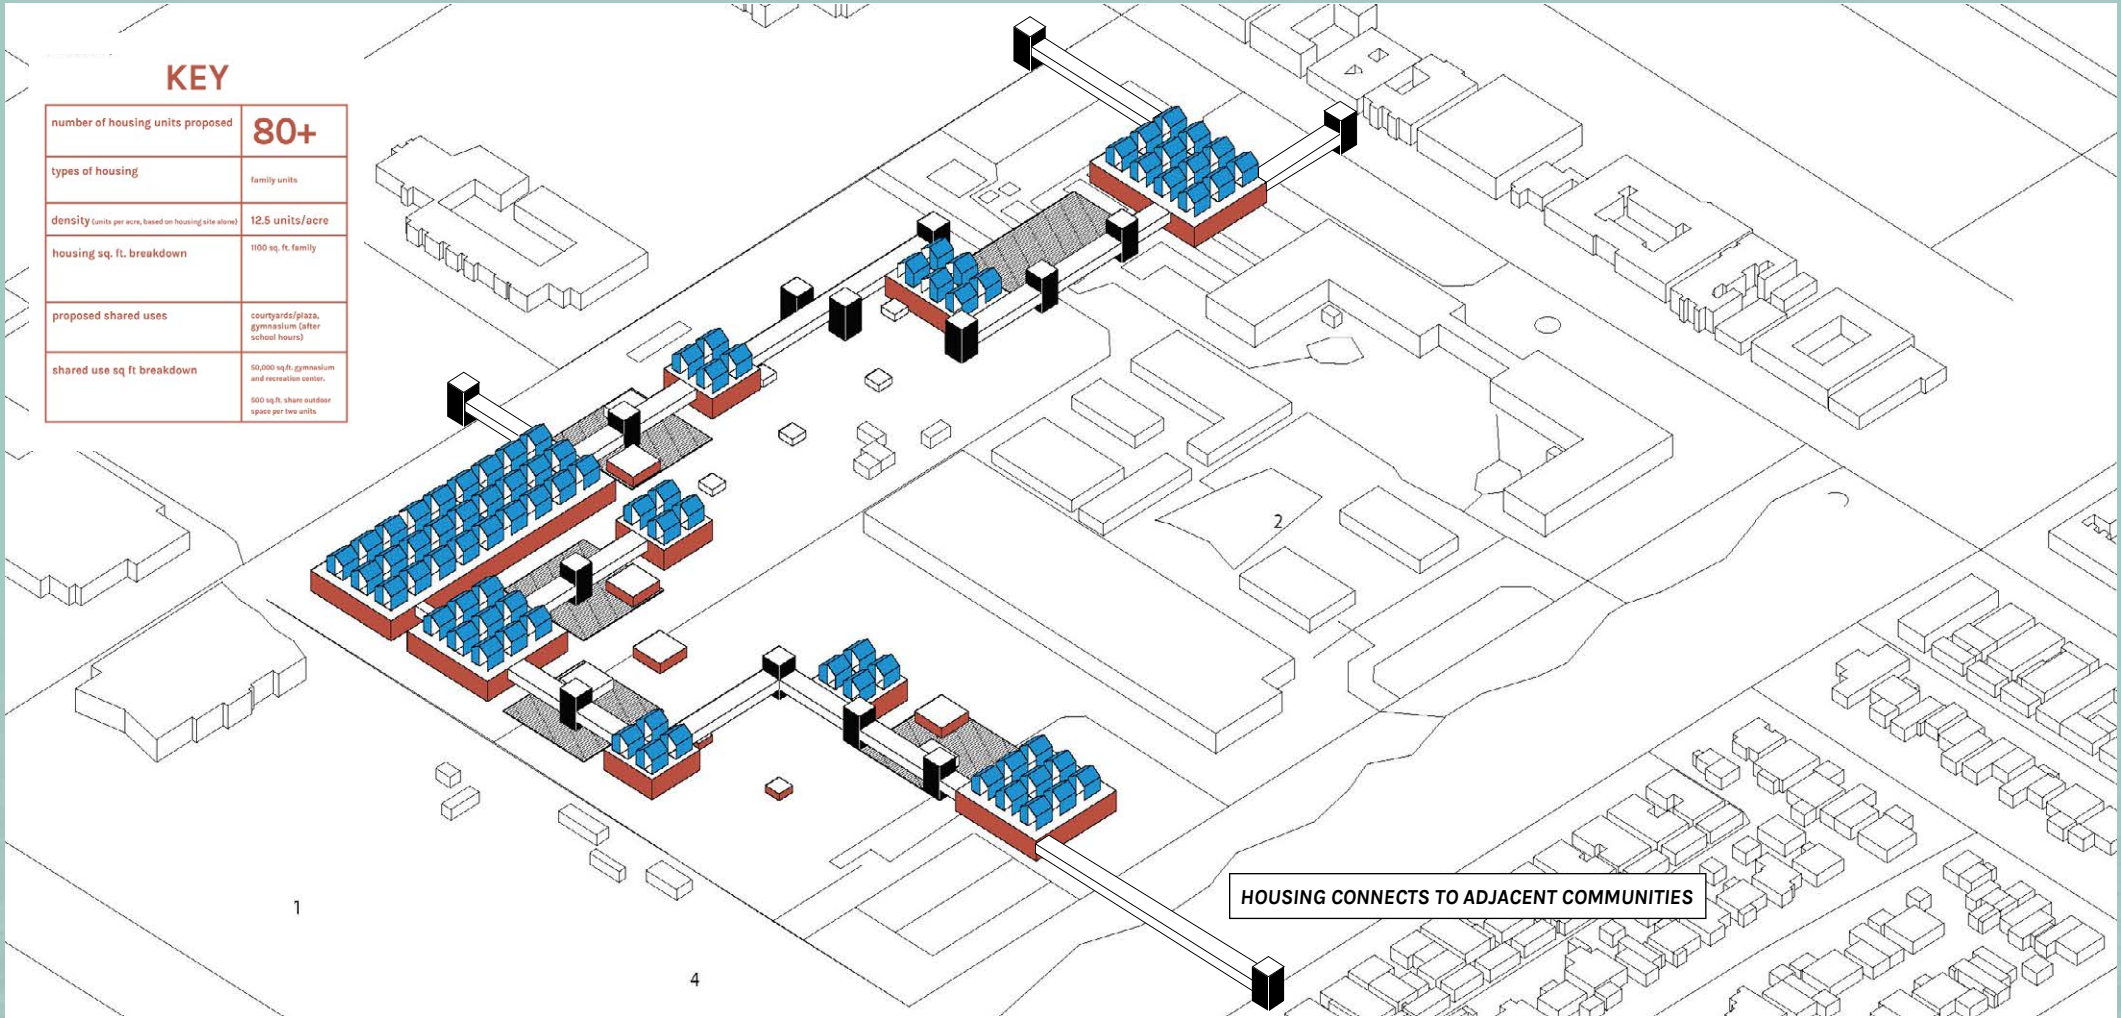 KEY
number of housing units proposed
80+
types of housing
family units
density (units per acre, based on housing site alone)
12.5 units/acre
housing sq. ft. breakdown
1100 sq. ft. family
proposed shared uses
courtyards/plaza,
gymnasium (after
school hours)
shared use sq ft breakdown
50,000 sq.ft. gymnasium
and recreation center.
500 sq.ft. share outdoor
space per two units
2
HOUSING CONNECTS TO ADJACENT COMMUNITIES
1
4